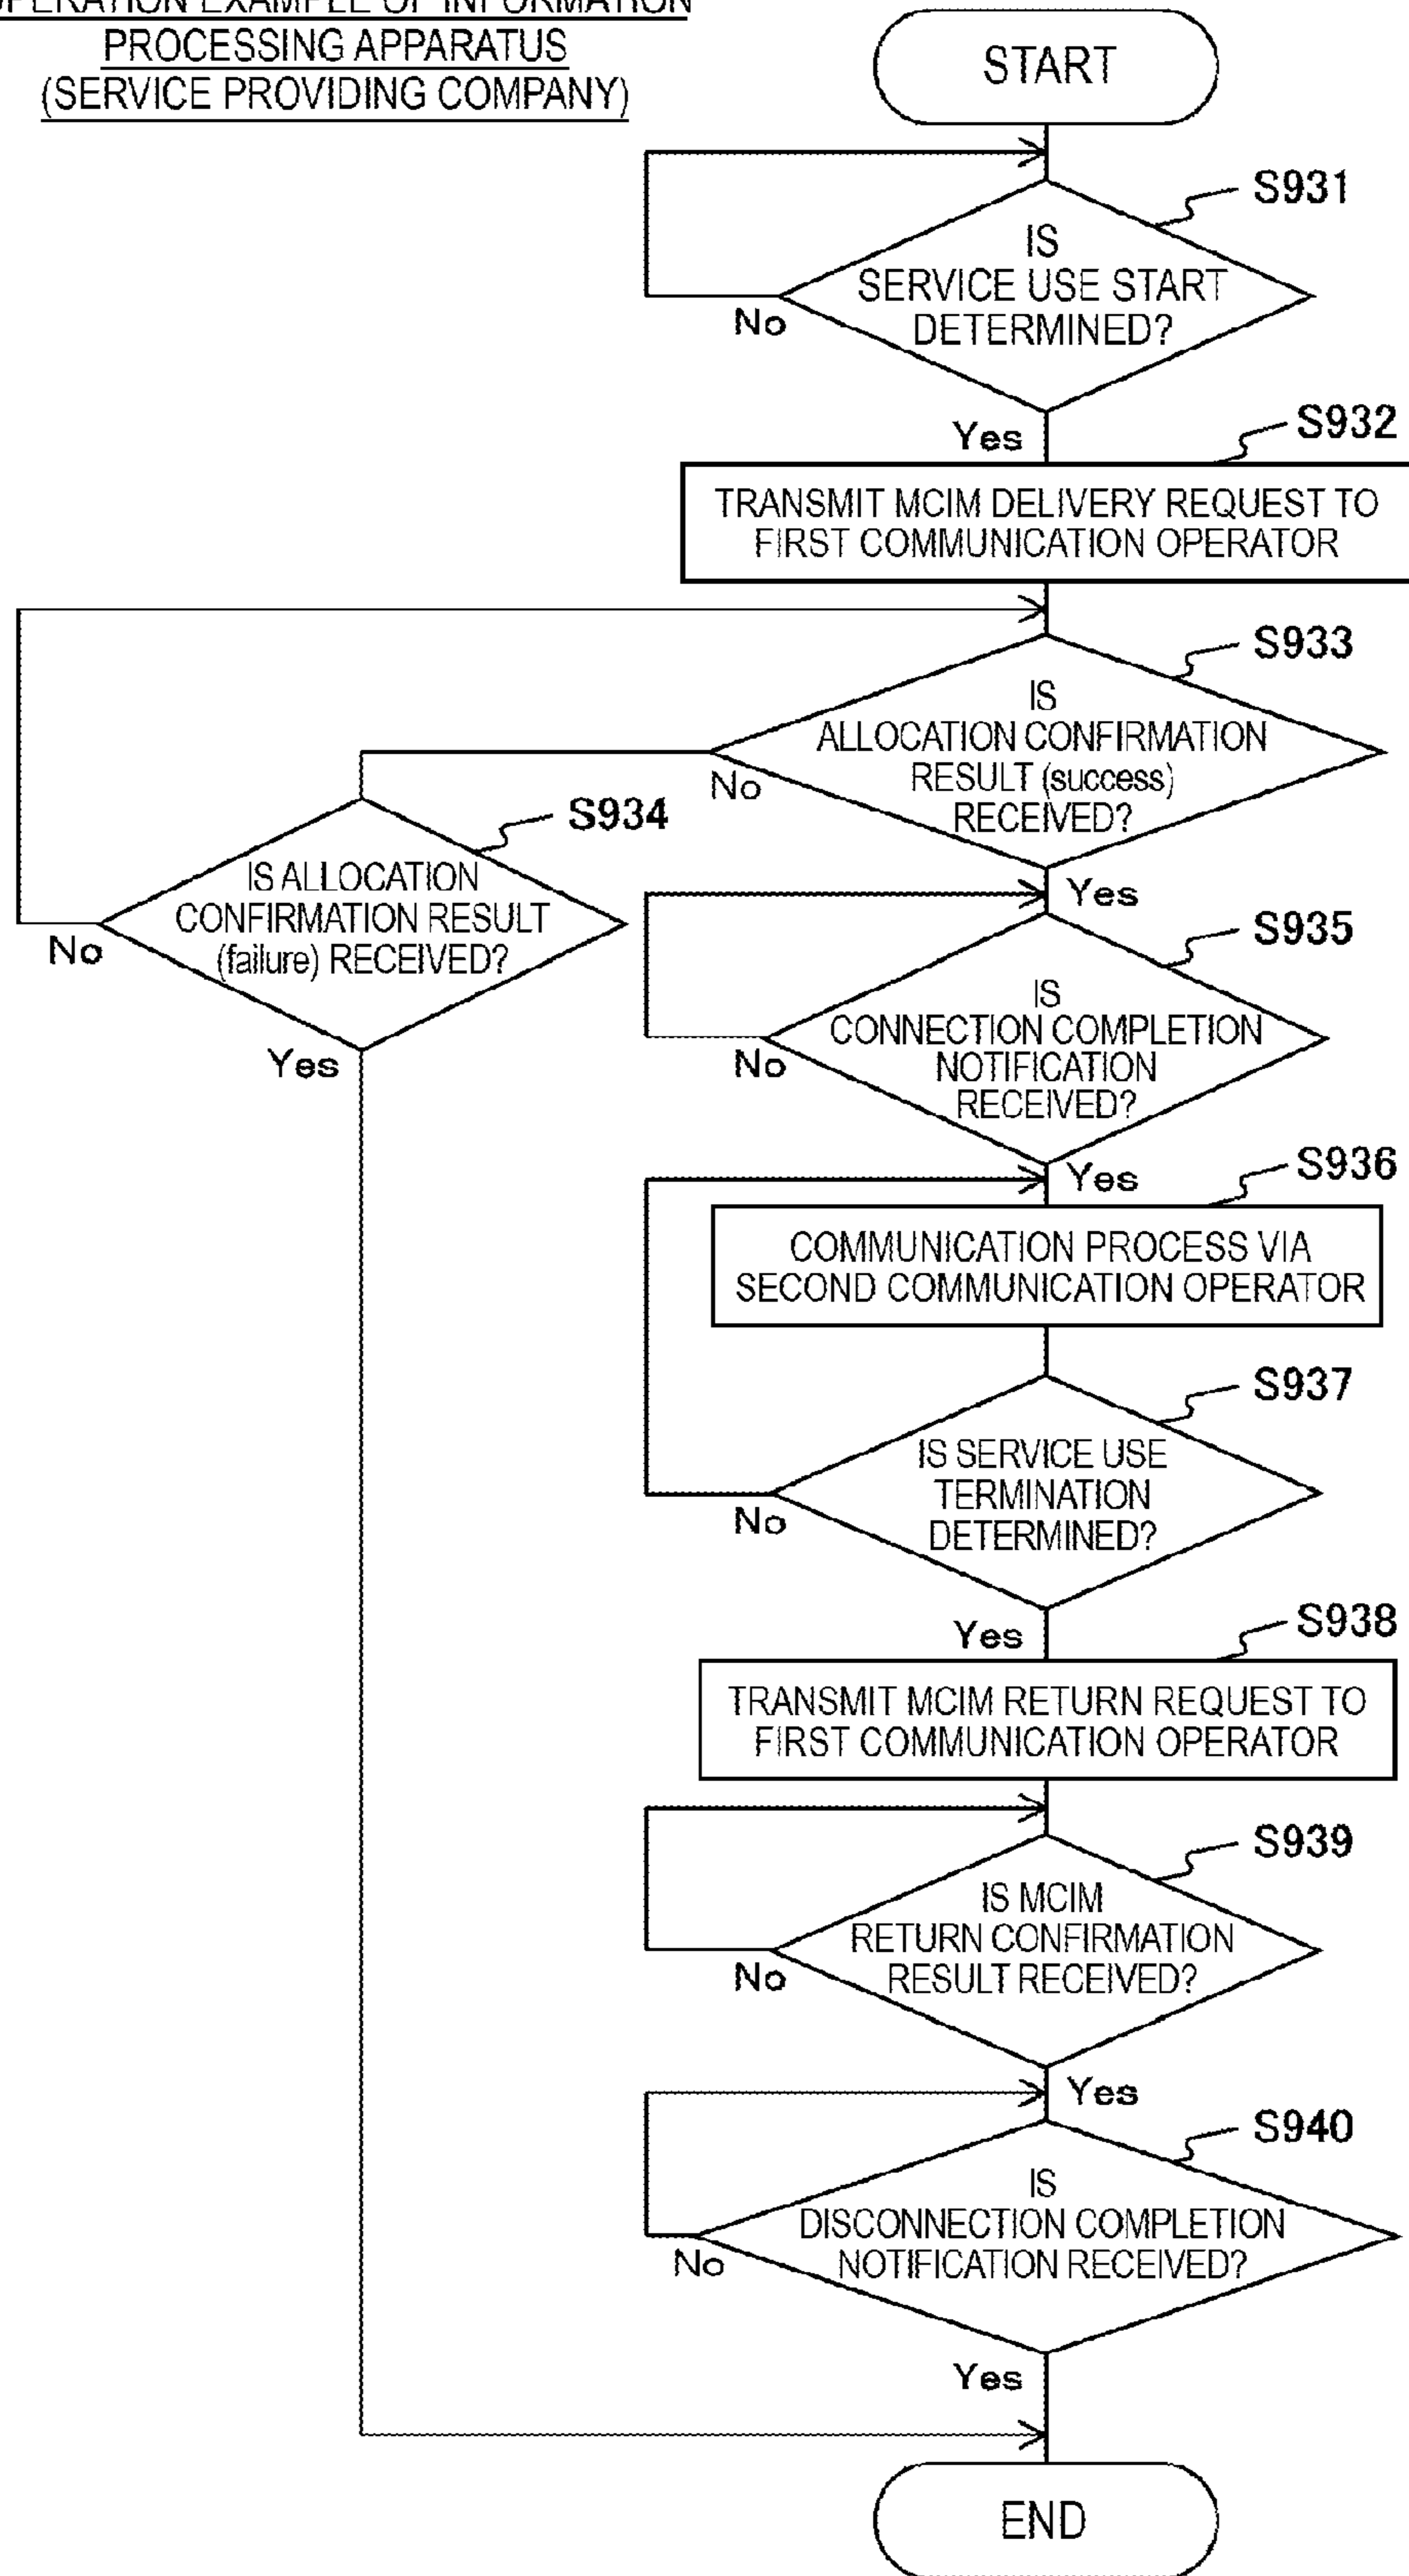 OPERATION EXAMPLE OF INFORMATION
PROCESSING APPARATUS
(SERVICE PROVIDING COMPANY)
START
S931
IS
SERVICE USE START
DETERMINED?
No
Yes
S932
TRANSMIT MCIM DELIVERY REQUEST TO
FIRST COMMUNICATION OPERATOR
S933
IS
ALLOCATION CONFIRMATION
RESULT (success)
RECEIVED?
No
Yes
S934
IS ALLOCATION
CONFIRMATION RESULT
(failure) RECEIVED?
No
Yes
S935
IS
CONNECTION COMPLETION
NOTIFICATION
RECEIVED?
No
Yes
S936
COMMUNICATION PROCESS VIA
SECOND COMMUNICATION OPERATOR
S937
IS SERVICE USE
TERMINATION
DETERMINED?
No
Yes
S938
TRANSMIT MCIM RETURN REQUEST TO
FIRST COMMUNICATION OPERATOR
S939
IS MCIM
RETURN CONFIRMATION
RESULT RECEIVED?
No
Yes
S940
IS
DISCONNECTION COMPLETION
NOTIFICATION RECEIVED?
No
Yes
END